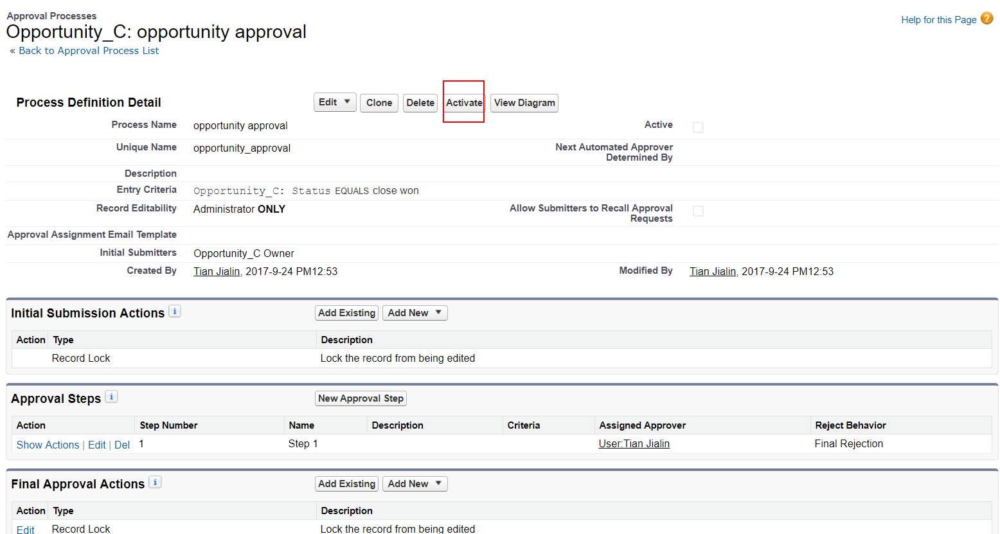 Approval Processes
Opportunity_C: opportunity approval
« Back to Approval Process List
Help for this Page ?
Process Definition Detail
Edit Clone Delete Activate View Diagram
Process Name opportunity approval Active
Unique Name opportunity_approval Next Automated Approver Determined By
Description
Entry Criteria Opportunity_C: Status EQUALS close won
Record Editability Administrator ONLY Allow Submitters to Recall Approval Requests
Approval Assignment Email Template
Initial Submitters Opportunity_C Owner
Created By Tian Jialin, 2017-9-24 PM12:53 Modified By Tian Jialin, 2017-9-24 PM12:53
Initial Submission Actions i Add Existing Add New
Action Type Description
Record Lock Lock the record from being edited
Approval Steps i New Approval Step
Action Step Number Name Description Criteria Assigned Approver Reject Behavior
Show Actions | Edit | Del 1 Step 1 User:Tian Jialin Final Rejection
Final Approval Actions i Add Existing Add New
Action Type Description
Edit Record Lock Lock the record from being edited